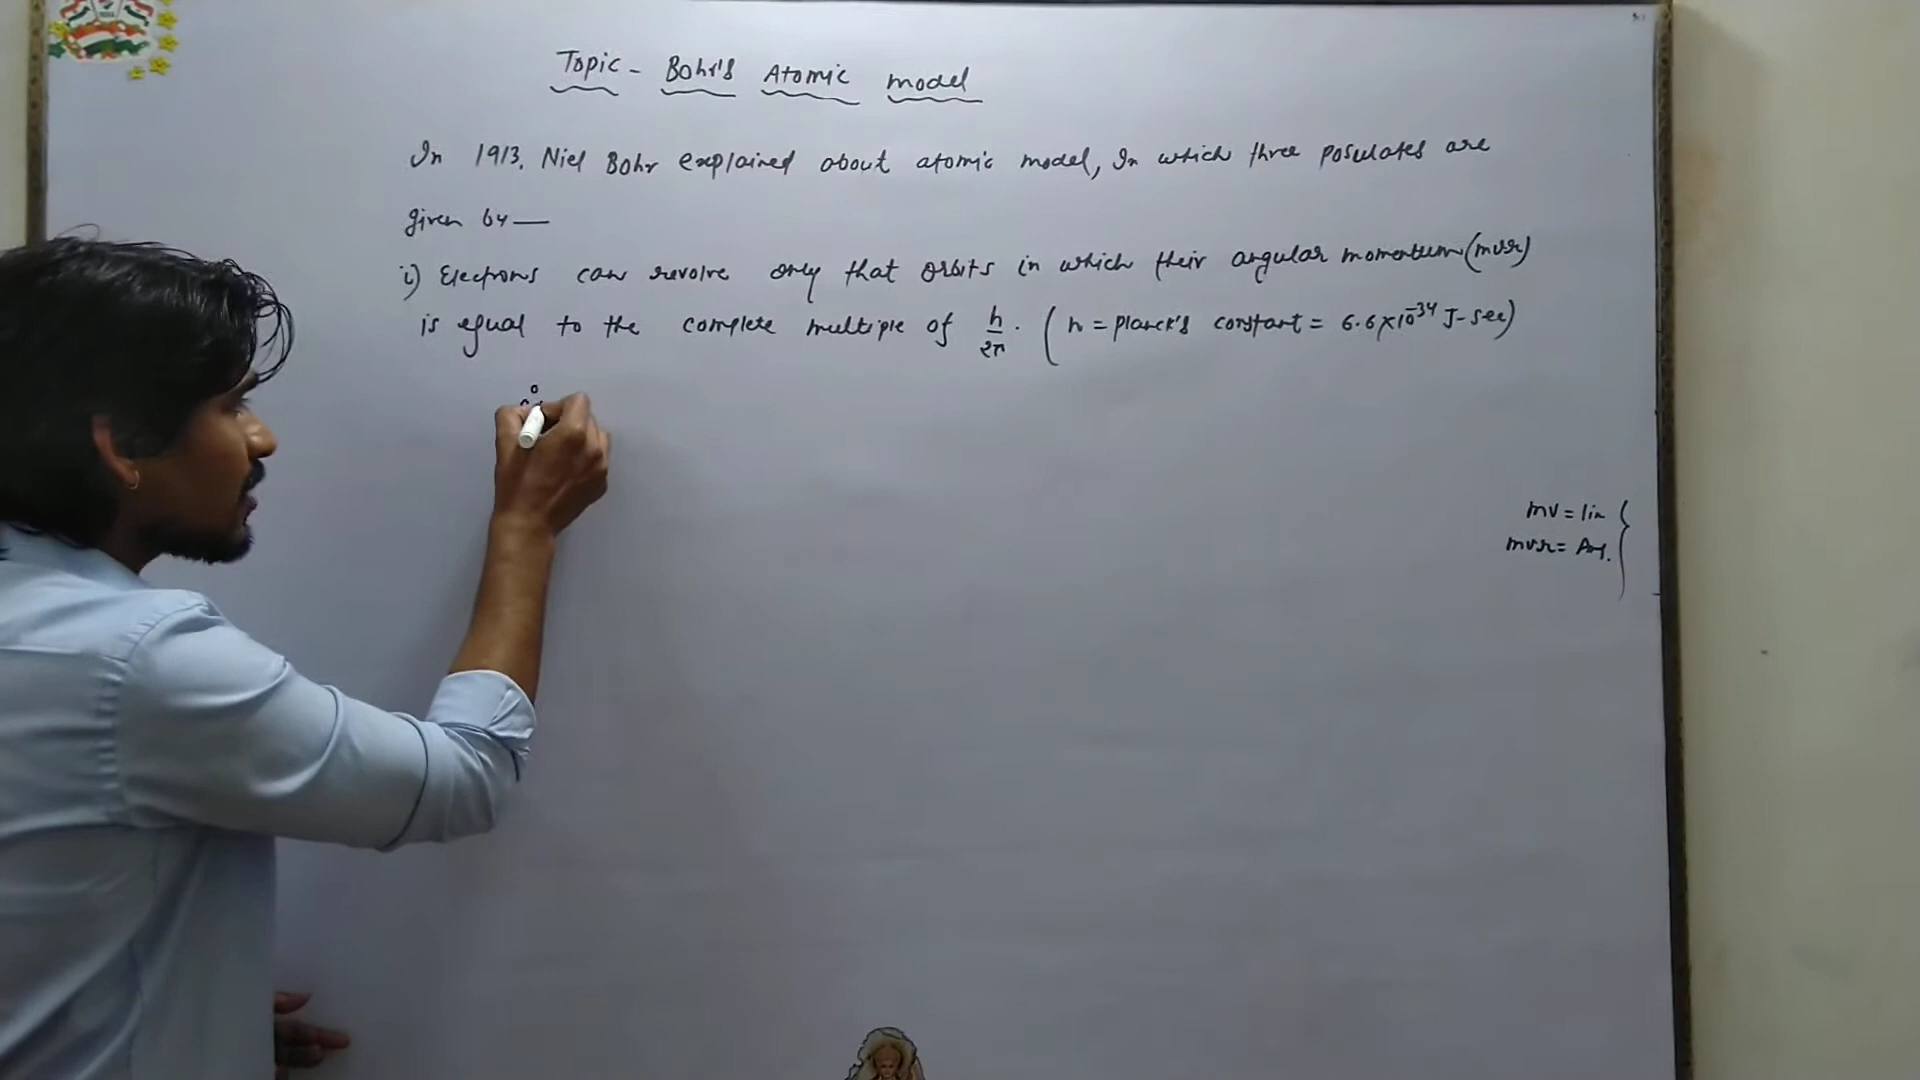 Topic - Bohr's Atomic model
In 1913, Niel Bohr explained about atomic model, In which three posulates are
given by —
i) Electrons can revolve only that orbits in which their angular momentum (mvr)
is equal to the complete multiple of h/2π. (h = planck's constant = 6.6×10⁻³⁴ J-sec)
mv = lin
mvr = Ang.